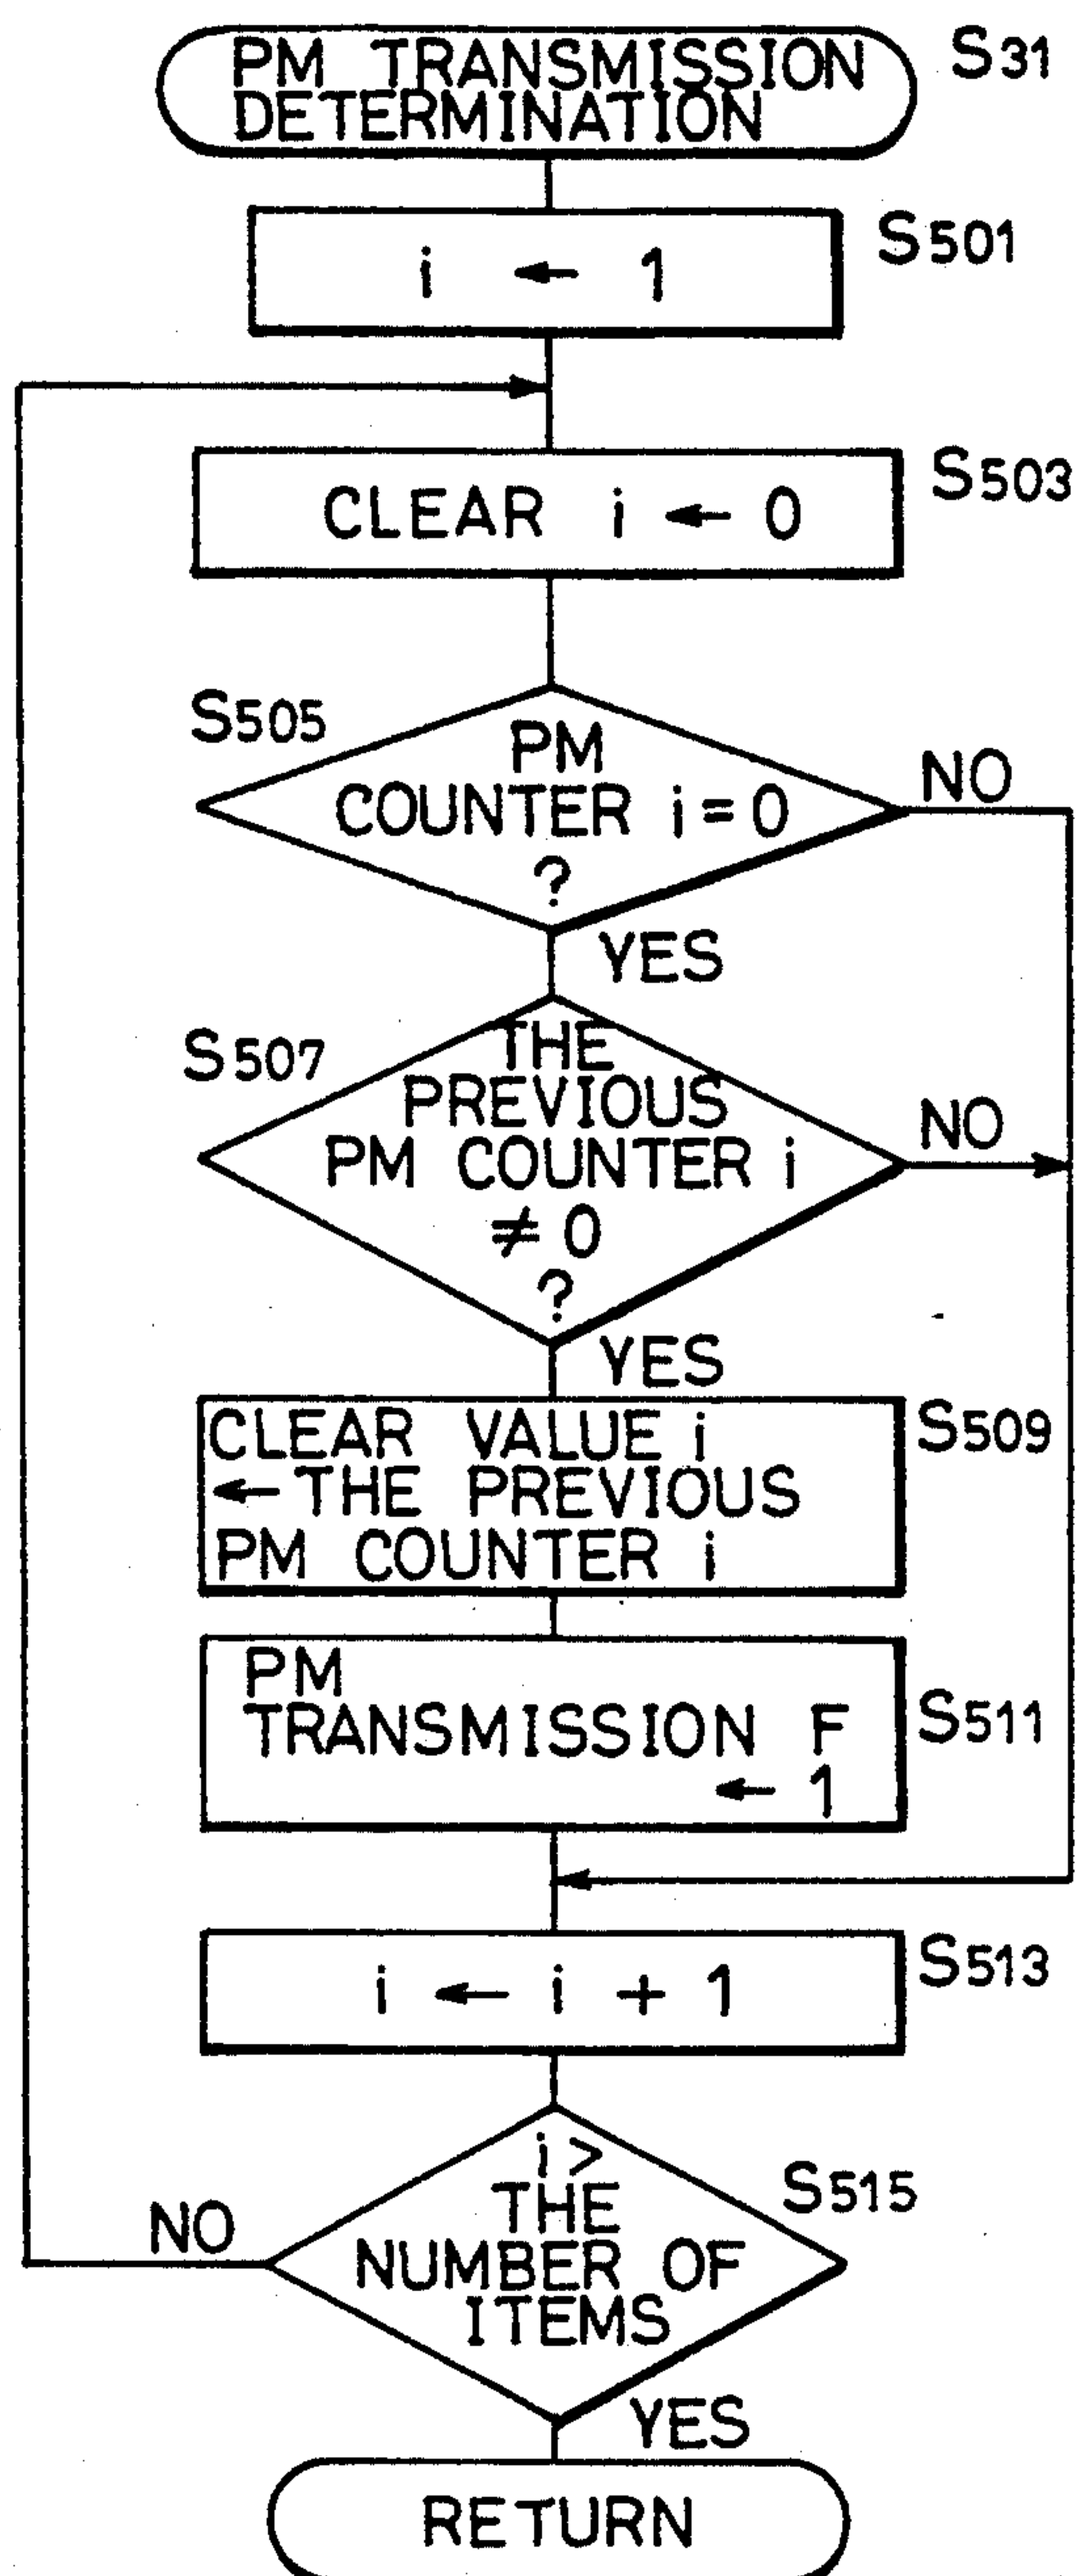 PM TRANSMISSION
DETERMINATION
S31
i ← 1
S501
CLEAR i ← 0
S503
S505
PM
COUNTER i = 0
?
NO
YES
S507
THE
PREVIOUS
PM COUNTER i
≠ 0
?
NO
YES
CLEAR VALUE i
← THE PREVIOUS
PM COUNTER i
S509
PM
TRANSMISSION F
← 1
S511
i ← i + 1
S513
i >
THE
NUMBER OF
ITEMS
S515
NO
YES
RETURN